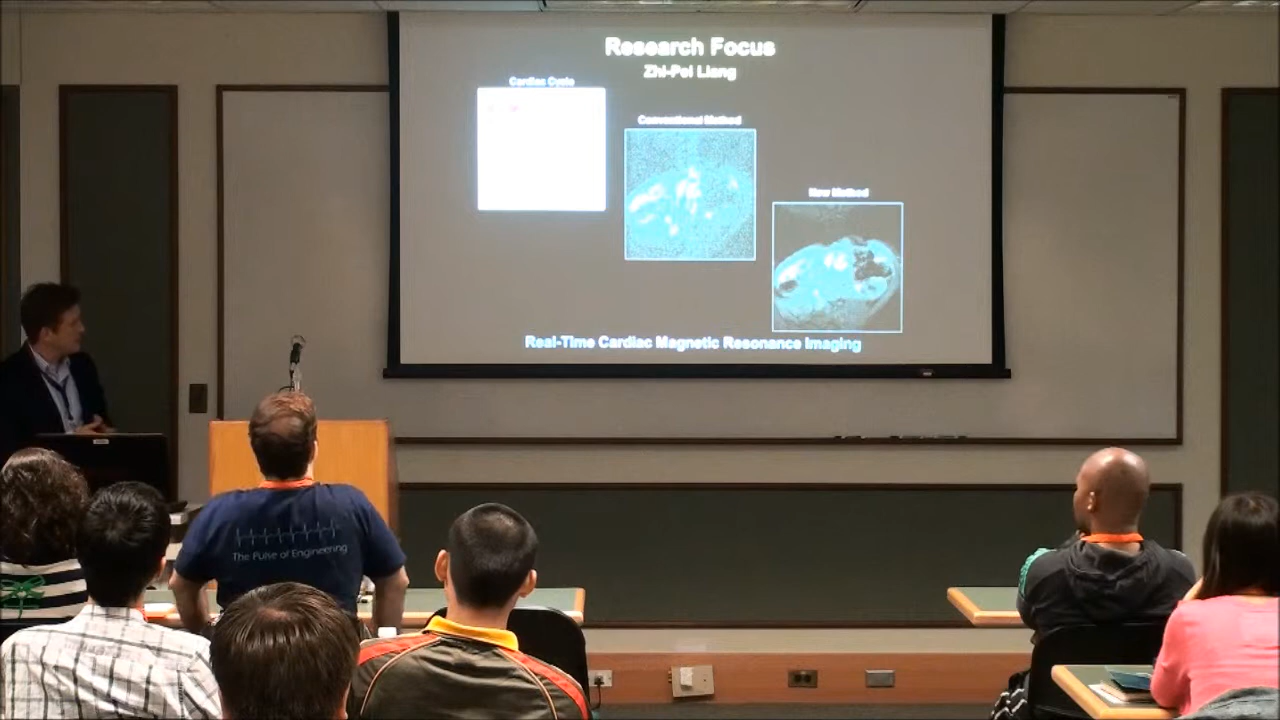 Research Focus
Zhi-Pei Liang
Cardiac Cycle
Conventional Method
New Method
Real-Time Cardiac Magnetic Resonance Imaging
The Pulse of Engineering